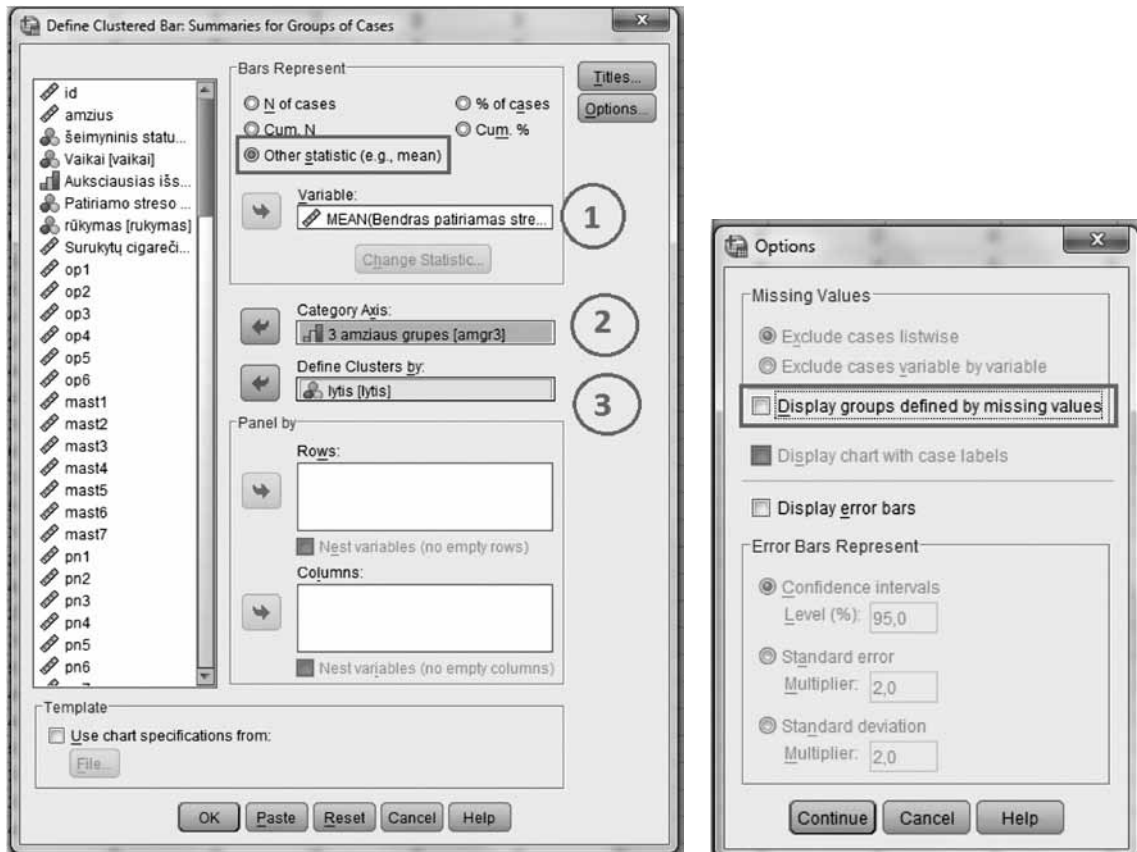 Define Clustered Bar: Summaries for Groups of Cases
id
amzius
šeimyninis statu...
Vaikai [vaikai]
Auksciausias išs...
Patiriamo streso ...
rūkymas [rukymas]
Surukytų cigareči...
op1
op2
op3
op4
op5
op6
mast1
mast2
mast3
mast4
mast5
mast6
mast7
pn1
pn2
pn3
pn4
pn5
pn6
Bars Represent
N of cases
% of cases
Cum. N
Cum. %
Other statistic (e.g., mean)
Variable:
MEAN(Bendras patiriamas stre...
1
Change Statistic...
Category Axis:
3 amziaus grupes [amgr3]
2
Define Clusters by:
lytis [lytis]
3
Panel by
Rows:
Nest variables (no empty rows)
Columns:
Nest variables (no empty columns)
Titles...
Options...
Template
Use chart specifications from:
File...
OK
Paste
Reset
Cancel
Help
Options
Missing Values
Exclude cases listwise
Exclude cases variable by variable
Display groups defined by missing values
Display chart with case labels
Display error bars
Error Bars Represent
Confidence intervals
Level (%): 95,0
Standard error
Multiplier: 2,0
Standard deviation
Multiplier: 2,0
Continue
Cancel
Help